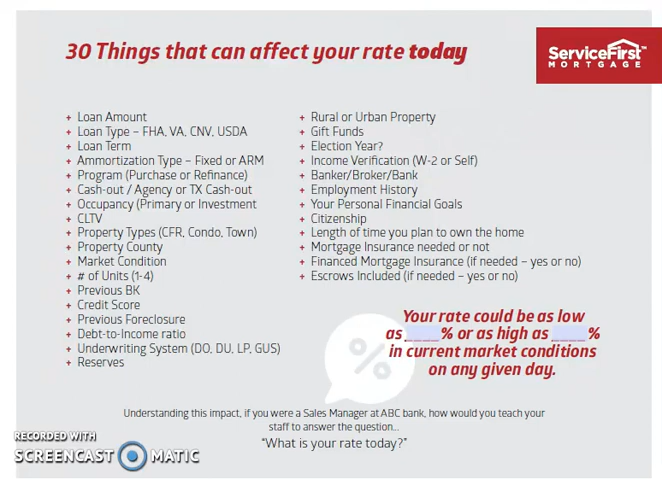 30 Things that can affect your rate today
ServiceFirst™
MORTGAGE
+ Loan Amount
+ Loan Type – FHA, VA, CNV, USDA
+ Loan Term
+ Ammortization Type – Fixed or ARM
+ Program (Purchase or Refinance)
+ Cash-out / Agency or TX Cash-out
+ Occupancy (Primary or Investment
+ CLTV
+ Property Types (CFR, Condo, Town)
+ Property County
+ Market Condition
+ # of Units (1-4)
+ Previous BK
+ Credit Score
+ Previous Foreclosure
+ Debt-to-Income ratio
+ Underwriting System (DO, DU, LP, GUS)
+ Reserves
+ Rural or Urban Property
+ Gift Funds
+ Election Year?
+ Income Verification (W-2 or Self)
+ Banker/Broker/Bank
+ Employment History
+ Your Personal Financial Goals
+ Citizenship
+ Length of time you plan to own the home
+ Mortgage Insurance needed or not
+ Financed Mortgage Insurance (if needed – yes or no)
+ Escrows Included (if needed – yes or no)
%
Your rate could be as low
as ____% or as high as ____%
in current market conditions
on any given day.
Understanding this impact, if you were a Sales Manager at ABC bank, how would you teach your
staff to answer the question...
"What is your rate today?"
RECORDED WITH
SCREENCAST MATIC